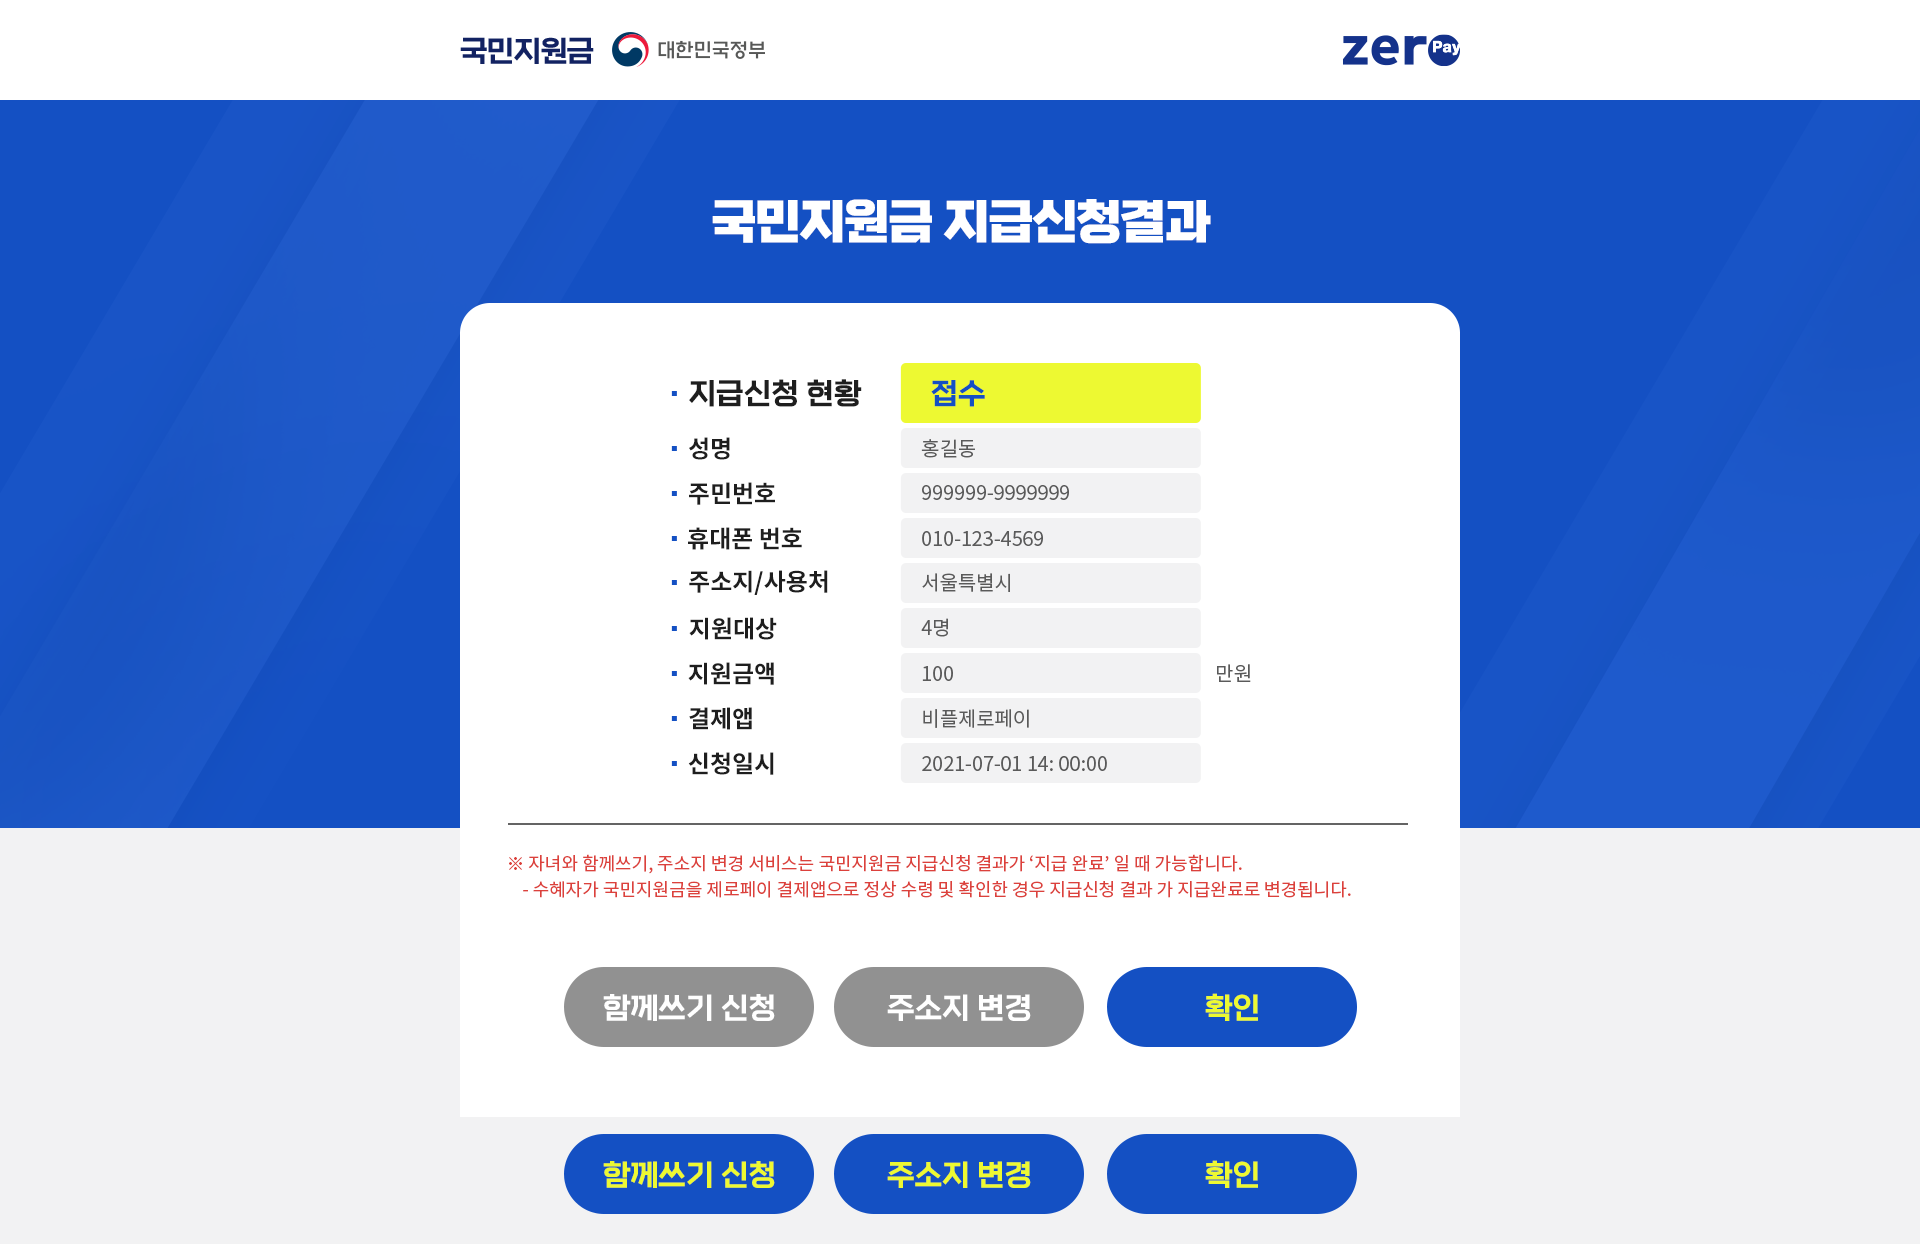 국민지원금 대한민국정부 zero Pay
국민지원금 지급신청결과
지급신청 현황 접수
성명 홍길동
주민번호 999999-9999999
휴대폰 번호 010-123-4569
주소지/사용처 서울특별시
지원대상 4명
지원금액 100 만원
결제앱 비플제로페이
신청일시 2021-07-01 14: 00:00
※ 자녀와 함께쓰기, 주소지 변경 서비스는 국민지원금 지급신청 결과가 ‘지급 완료’ 일 때 가능합니다.
- 수혜자가 국민지원금을 제로페이 결제앱으로 정상 수령 및 확인한 경우 지급신청 결과 가 지급완료로 변경됩니다.
함께쓰기 신청 주소지 변경 확인
함께쓰기 신청 주소지 변경 확인